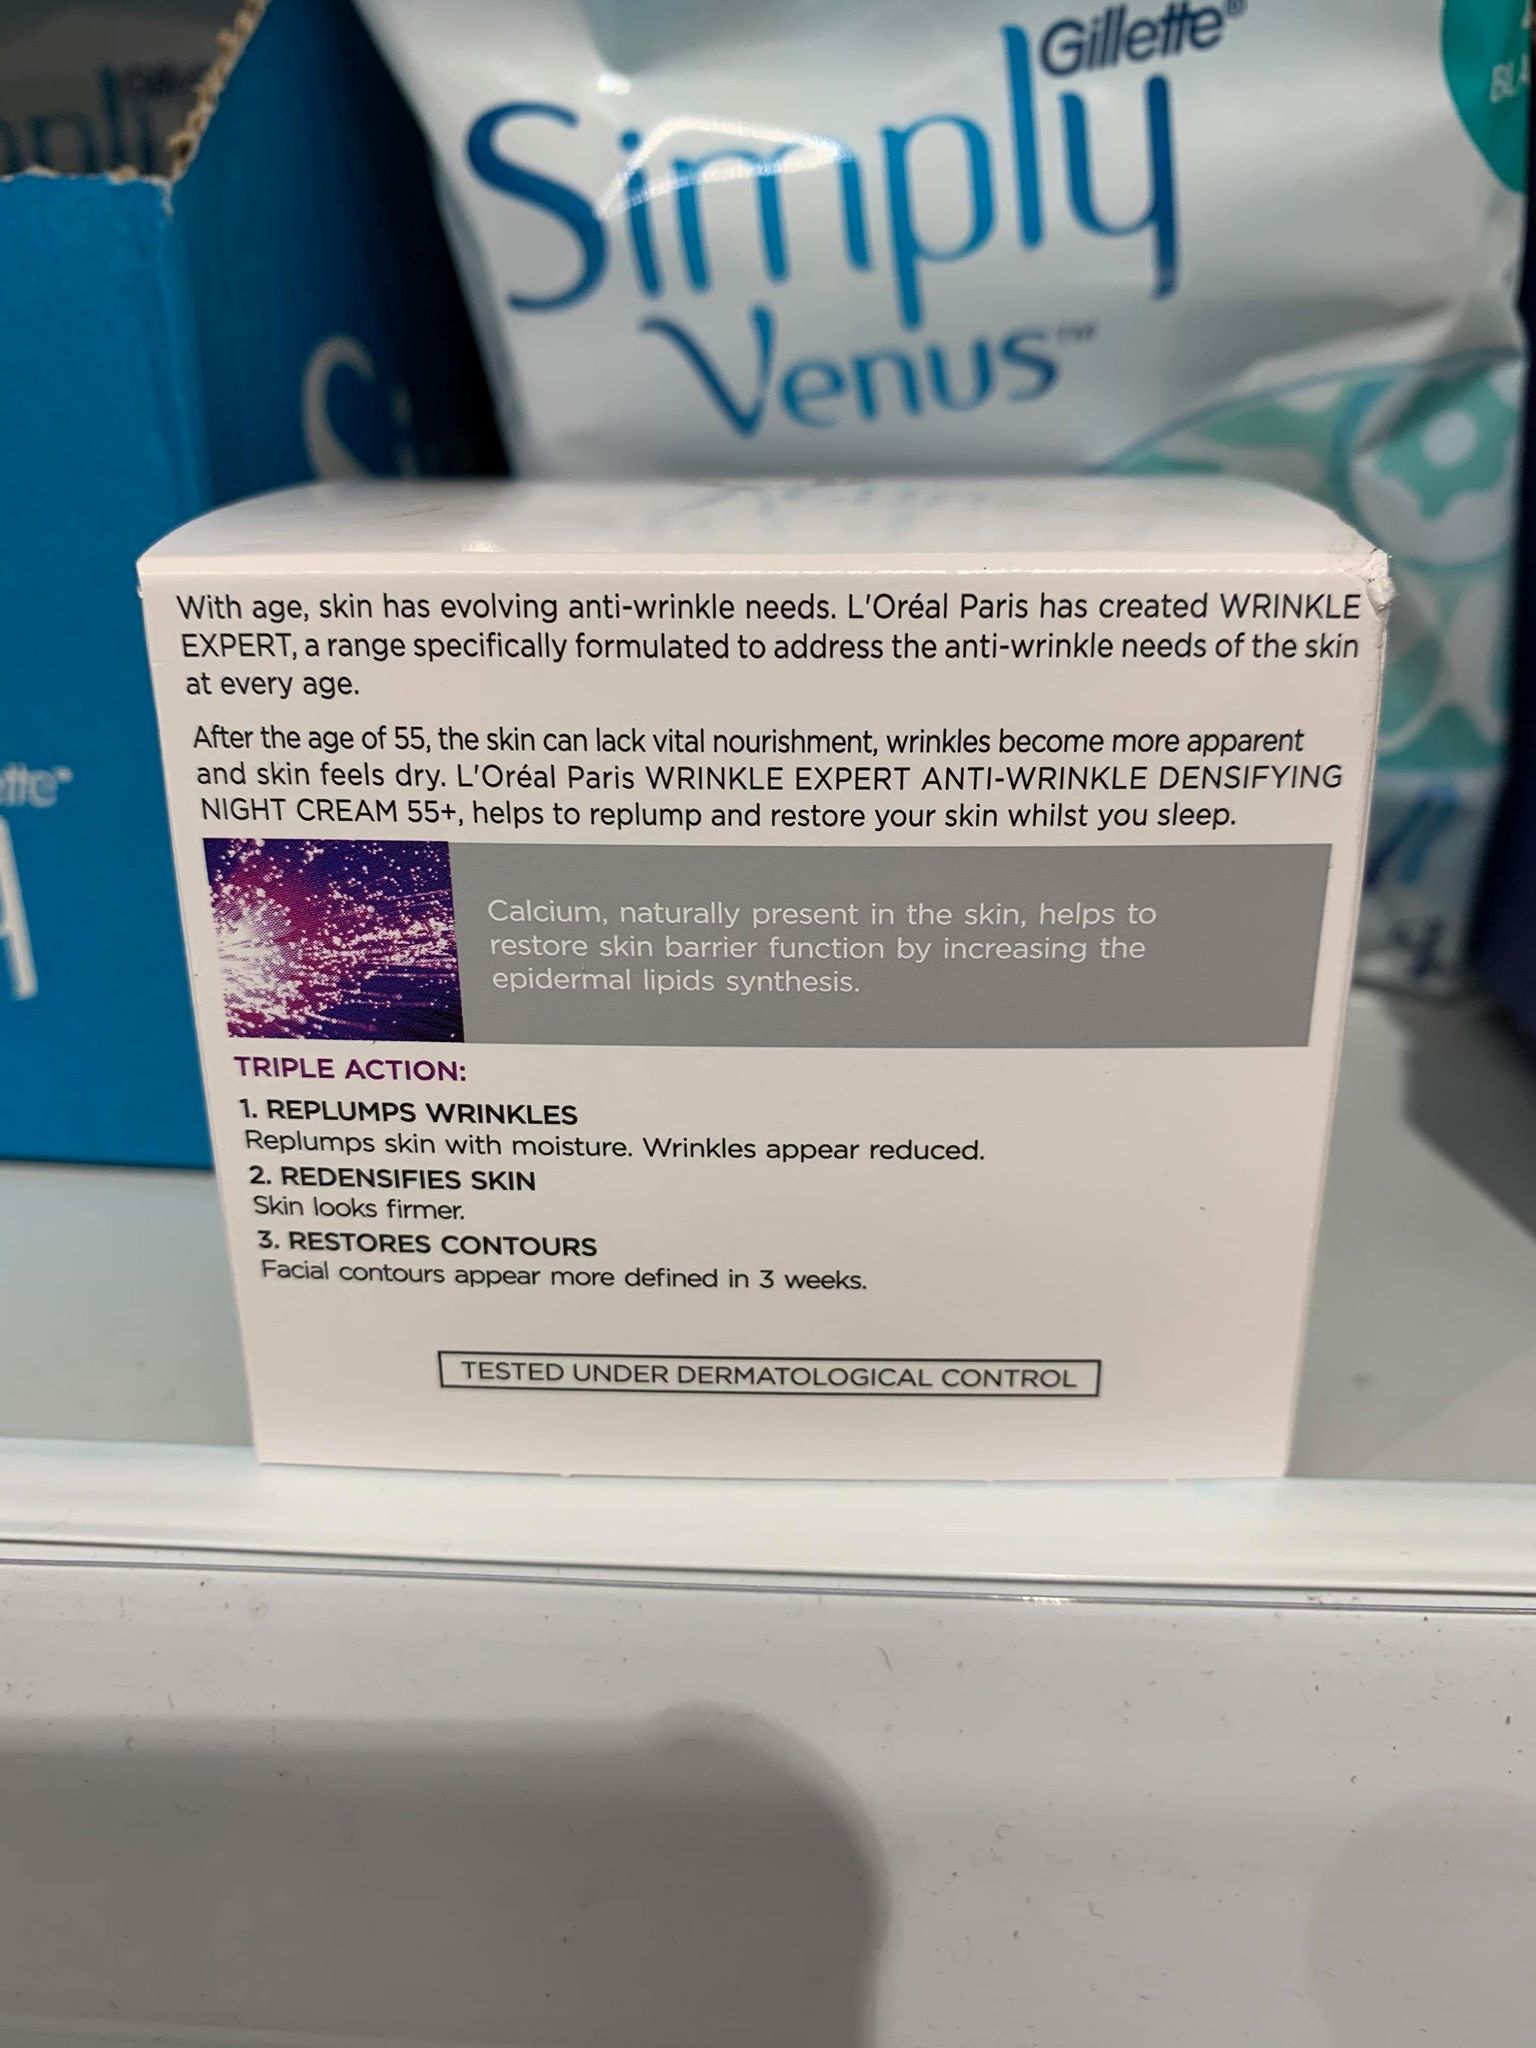 Gillette®
Simply
Venus™
With age, skin has evolving anti-wrinkle needs. L'Oréal Paris has created WRINKLE
EXPERT, a range specifically formulated to address the anti-wrinkle needs of the skin
at every age.
After the age of 55, the skin can lack vital nourishment, wrinkles become more apparent
and skin feels dry. L'Oréal Paris WRINKLE EXPERT ANTI-WRINKLE DENSIFYING
NIGHT CREAM 55+, helps to replump and restore your skin whilst you sleep.
Calcium, naturally present in the skin, helps to
restore skin barrier function by increasing the
epidermal lipids synthesis.
TRIPLE ACTION:
1. REPLUMPS WRINKLES
Replumps skin with moisture. Wrinkles appear reduced.
2. REDENSIFIES SKIN
Skin looks firmer.
3. RESTORES CONTOURS
Facial contours appear more defined in 3 weeks.
TESTED UNDER DERMATOLOGICAL CONTROL